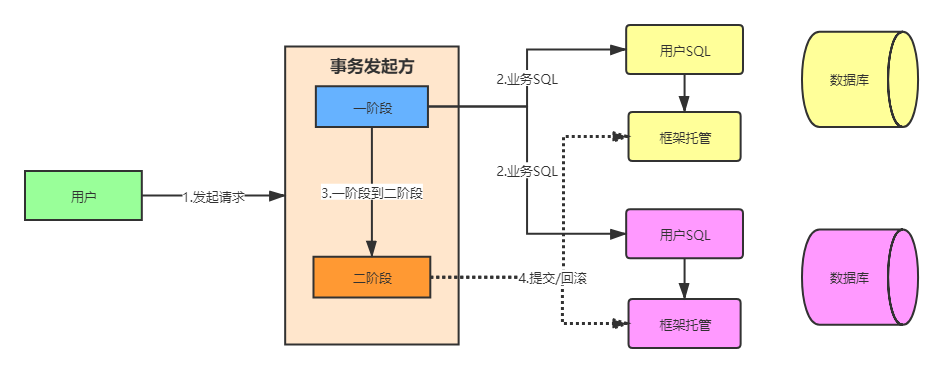 事务发起方
一阶段
3.一阶段到二阶段
二阶段
用户
1.发起请求
2.业务SQL
2.业务SQL
4.提交/回滚
用户SQL
框架托管
数据库
用户SQL
框架托管
数据库